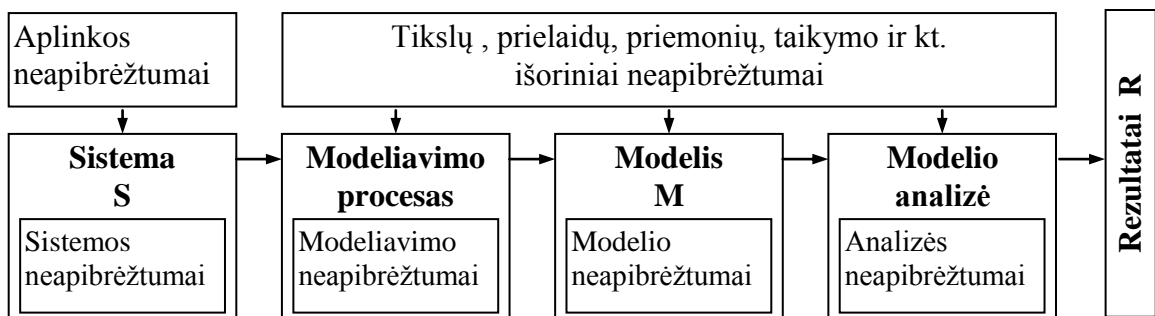 Aplinkos
neapibrėžtumai
Tikslų , prielaidų, priemonių, taikymo ir kt.
išoriniai neapibrėžtumai
Sistema
S
Sistemos
neapibrėžtumai
Modeliavimo
procesas
Modeliavimo
neapibrėžtumai
Modelis
M
Modelio
neapibrėžtumai
Modelio
analizė
Analizės
neapibrėžtumai
Rezultatai R